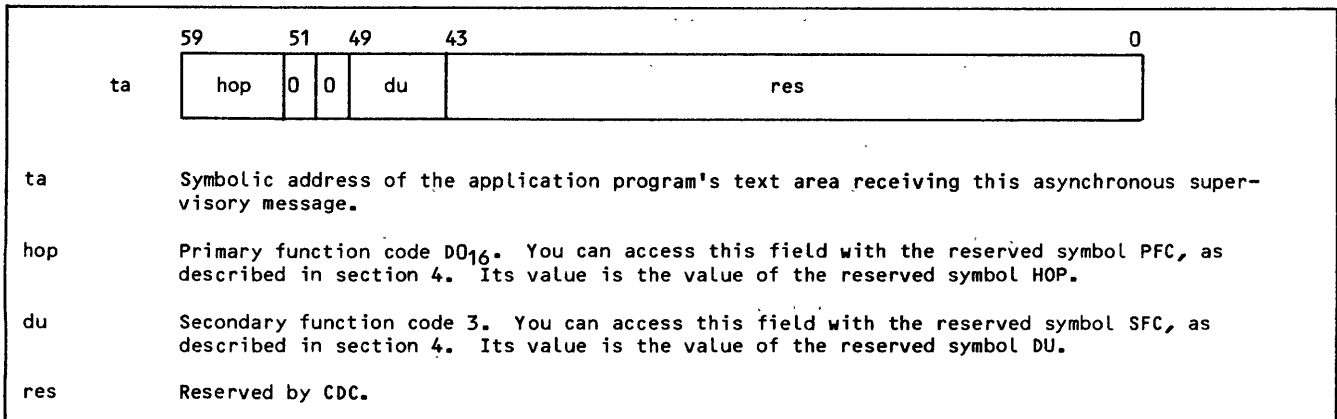 59 51 49 43 0
ta hop 0 0 du res
ta Symbolic address of the application program's text area receiving this asynchronous super-
visory message.
hop Primary function code D0₁₆. You can access this field with the reserved symbol PFC, as
described in section 4. Its value is the value of the reserved symbol HOP.
du Secondary function code 3. You can access this field with the reserved symbol SFC, as
described in section 4. Its value is the value of the reserved symbol DU.
res Reserved by CDC.